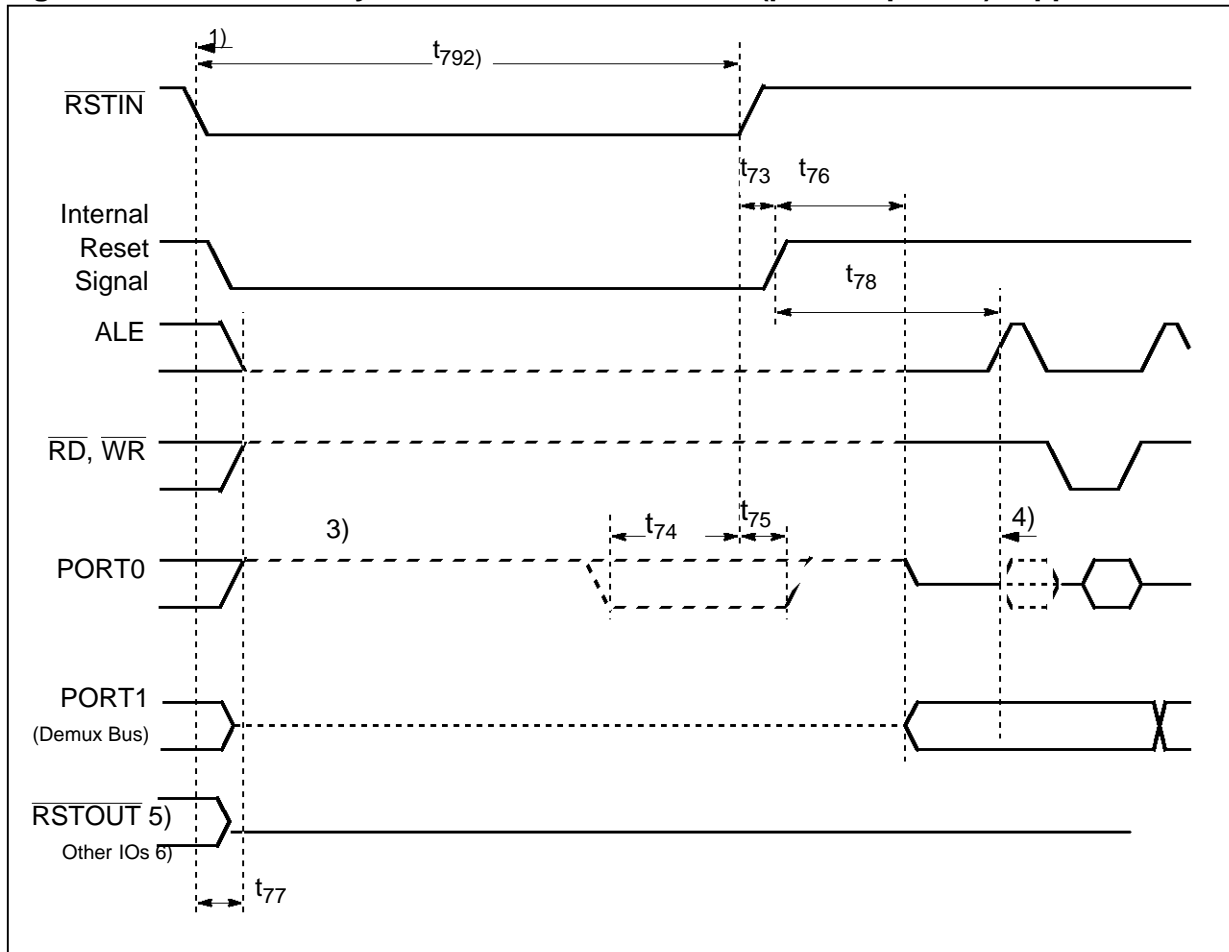 1)
t792)
RSTIN
t73
t76
Internal
Reset
Signal
t78
ALE
RD, WR
3)
t74
t75
4)
PORT0
PORT1
(Demux Bus)
RSTOUT 5)
Other IOs 6)
t77